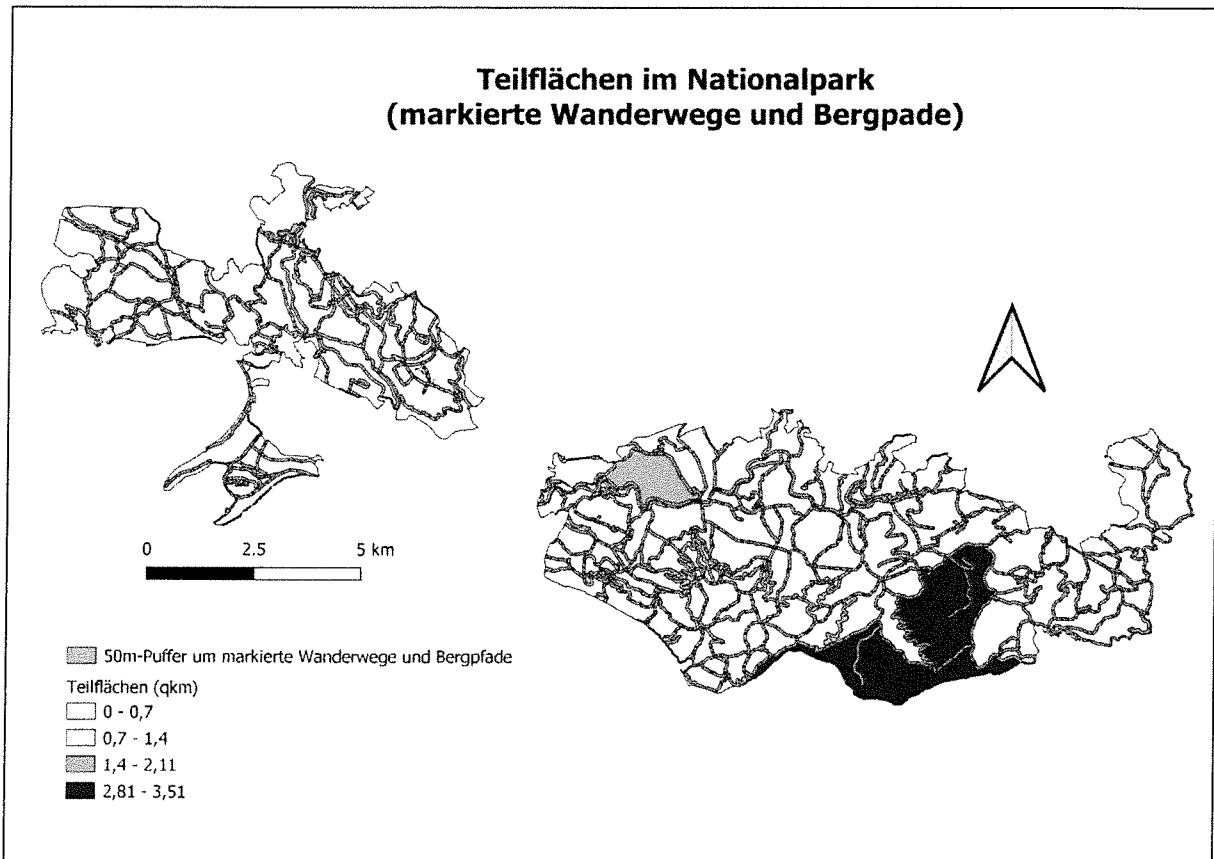 Teilflächen im Nationalpark
(markierte Wanderwege und Bergpade)
0 2.5 5 km
50m-Puffer um markierte Wanderwege und Bergpfade
Teilflächen (qkm)
0 - 0,7
0,7 - 1,4
1,4 - 2,11
2,81 - 3,51